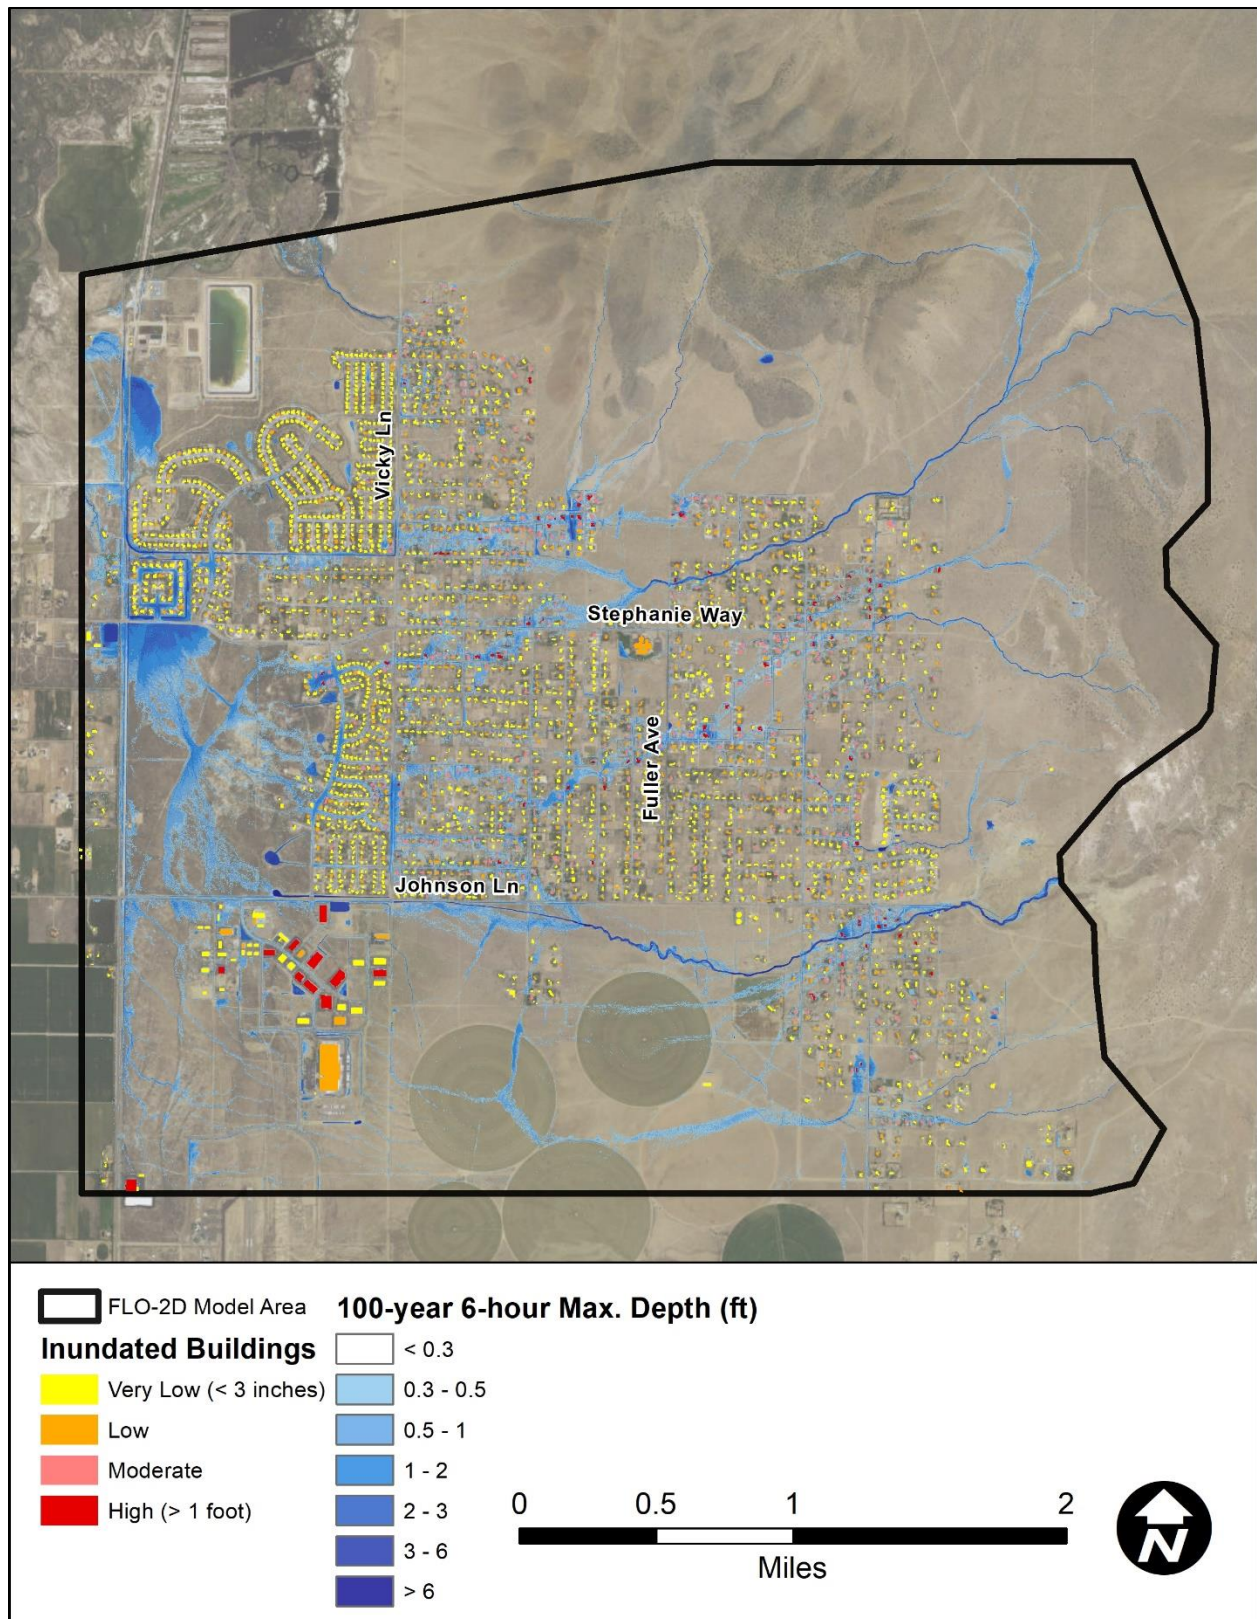 Vicky Ln
Stephanie Way
Fuller Ave
Johnson Ln
FLO-2D Model Area
Inundated Buildings
Very Low (< 3 inches)
Low
Moderate
High (> 1 foot)
100-year 6-hour Max. Depth (ft)
< 0.3
0.3 - 0.5
0.5 - 1
1 - 2
2 - 3
3 - 6
> 6
0 0.5 1 2
Miles
N